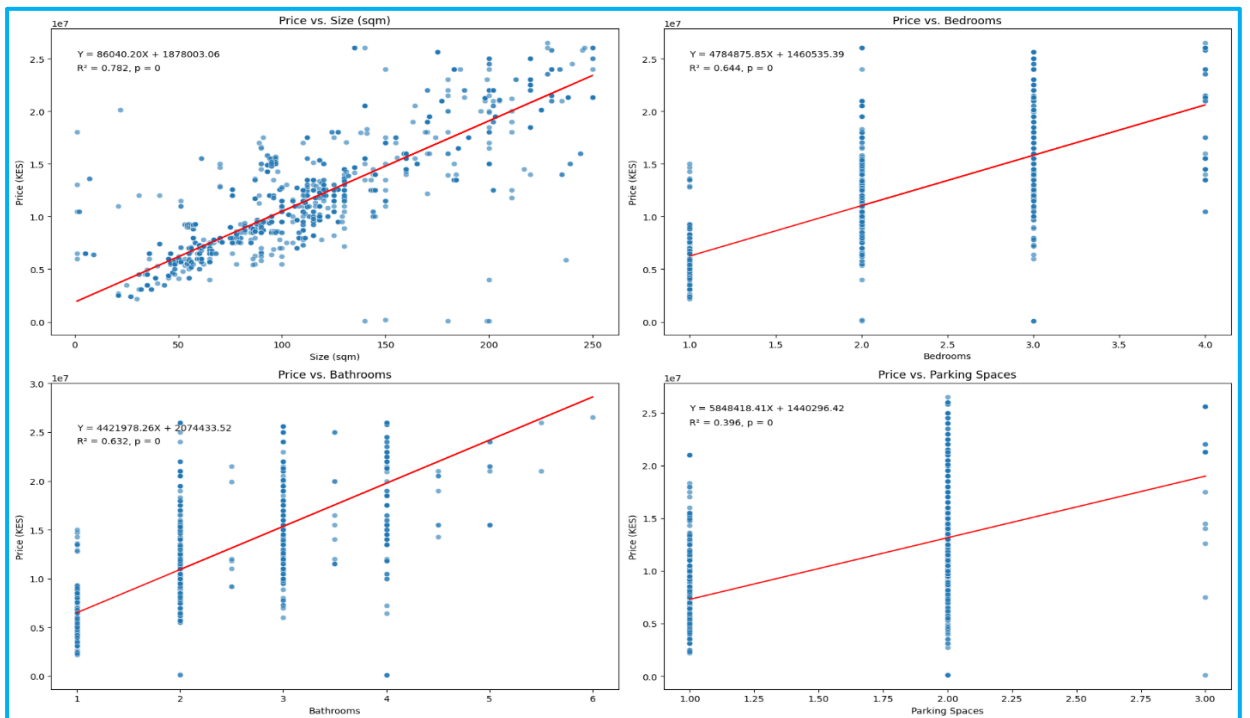 Price vs. Size (sqm)
1e7
Y = 86040.20X + 1878003.06
R² = 0.782, p = 0
2.5
2.0
1.5
1.0
0.5
0.0
Price (KES)
0 50 100 150 200 250
Size (sqm)
Price vs. Bedrooms
1e7
Y = 4784875.85X + 1460535.39
R² = 0.644, p = 0
2.5
2.0
1.5
1.0
0.5
0.0
Price (KES)
1.0 1.5 2.0 2.5 3.0 3.5 4.0
Bedrooms
Price vs. Bathrooms
1e7
3.0
Y = 4421978.26X + 2074433.52
R² = 0.632, p = 0
2.5
2.0
1.5
1.0
0.5
0.0
Price (KES)
1 2 3 4 5 6
Bathrooms
Price vs. Parking Spaces
1e7
Y = 5848418.41X + 1440296.42
R² = 0.396, p = 0
2.5
2.0
1.5
1.0
0.5
0.0
Price (KES)
1.00 1.25 1.50 1.75 2.00 2.25 2.50 2.75 3.00
Parking Spaces